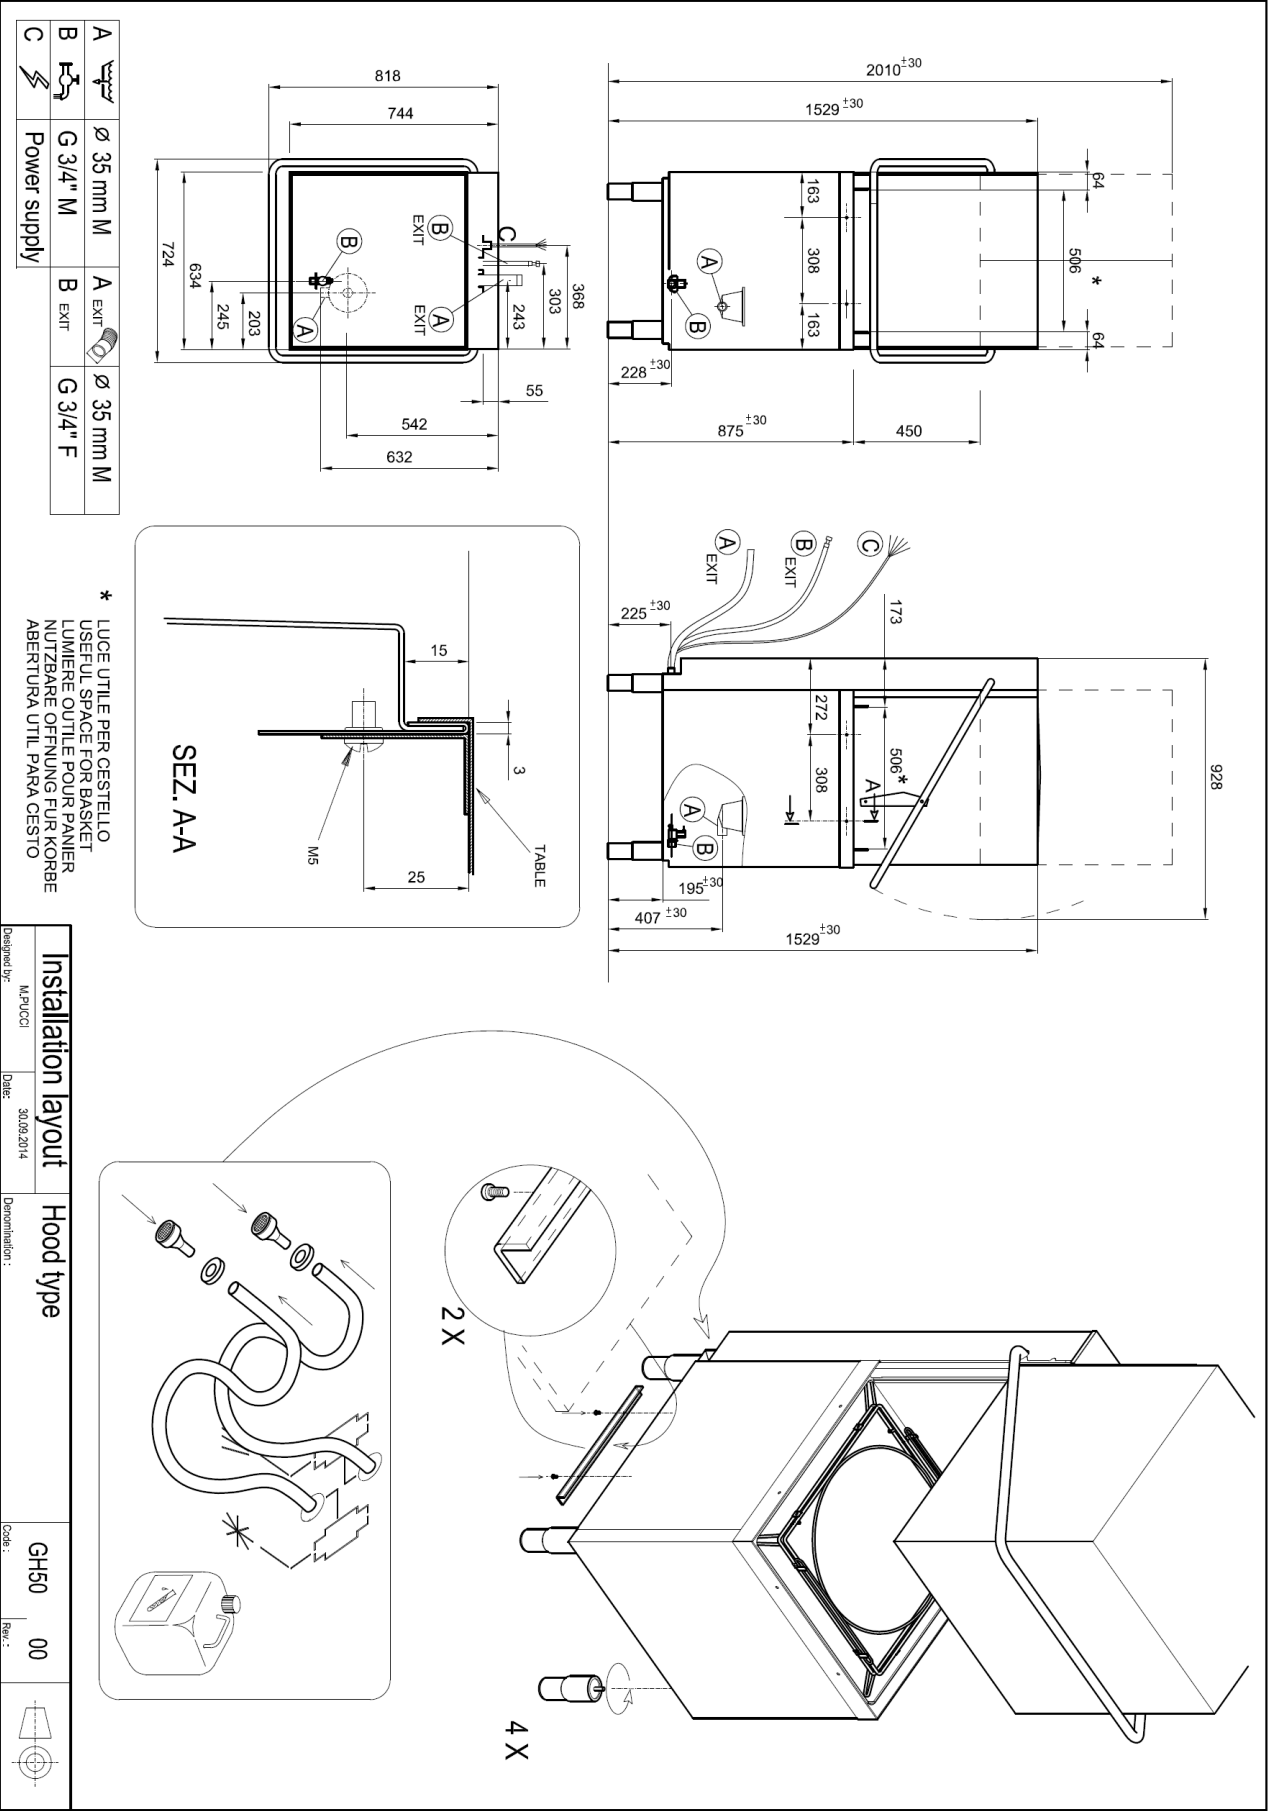 2010 ±30
1529 ±30
64
506
*
64
163
308
163
A
B
228 ±30
875 ±30
450
818
744
C
B
EXIT
A
EXIT
368
303
243
B
A
203
245
634
724
55
542
632
A
Ø 35 mm M
A EXIT
Ø 35 mm M
B
G 3/4" M
B EXIT
G 3/4" F
C
Power supply
C
B
EXIT
A
EXIT
225 ±30
173
928
272
506*
308
A
A
B
195 ±30
407 ±30
1529 ±30
15
3
TABLE
M5
25
SEZ. A-A
* LUCE UTILE PER CESTELLO
USEFUL SPACE FOR BASKET
LUMIERE OUTILE POUR PANIER
NUTZBARE OFFNUNG FUR KORBE
ABERTURA UTIL PARA CESTO
2 X
4 X
Installation layout
Hood type
GH50
00
Designed by:
M.PUCCI
Date:
30.09.2014
Denomination :
Code :
Rev. :